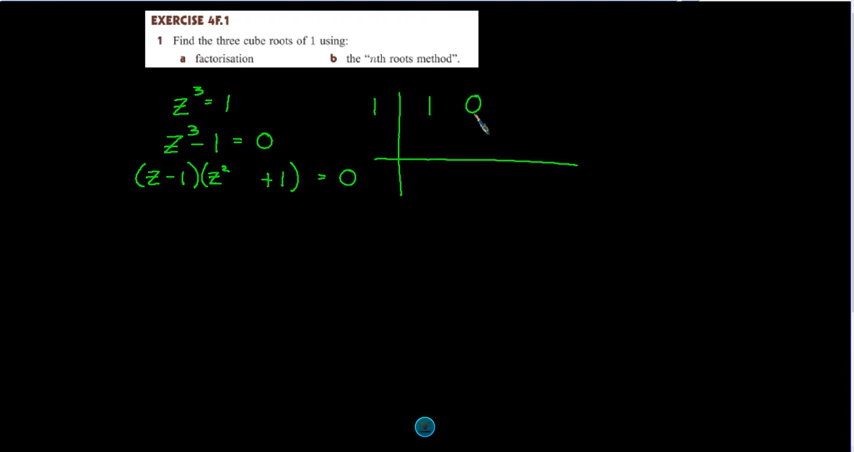 EXERCISE 4F.1
1 Find the three cube roots of 1 using:
a factorisation b the “nth roots method”.
z³ = 1
z³ - 1 = 0
(z - 1)(z² + 1) = 0
1 | 1 0